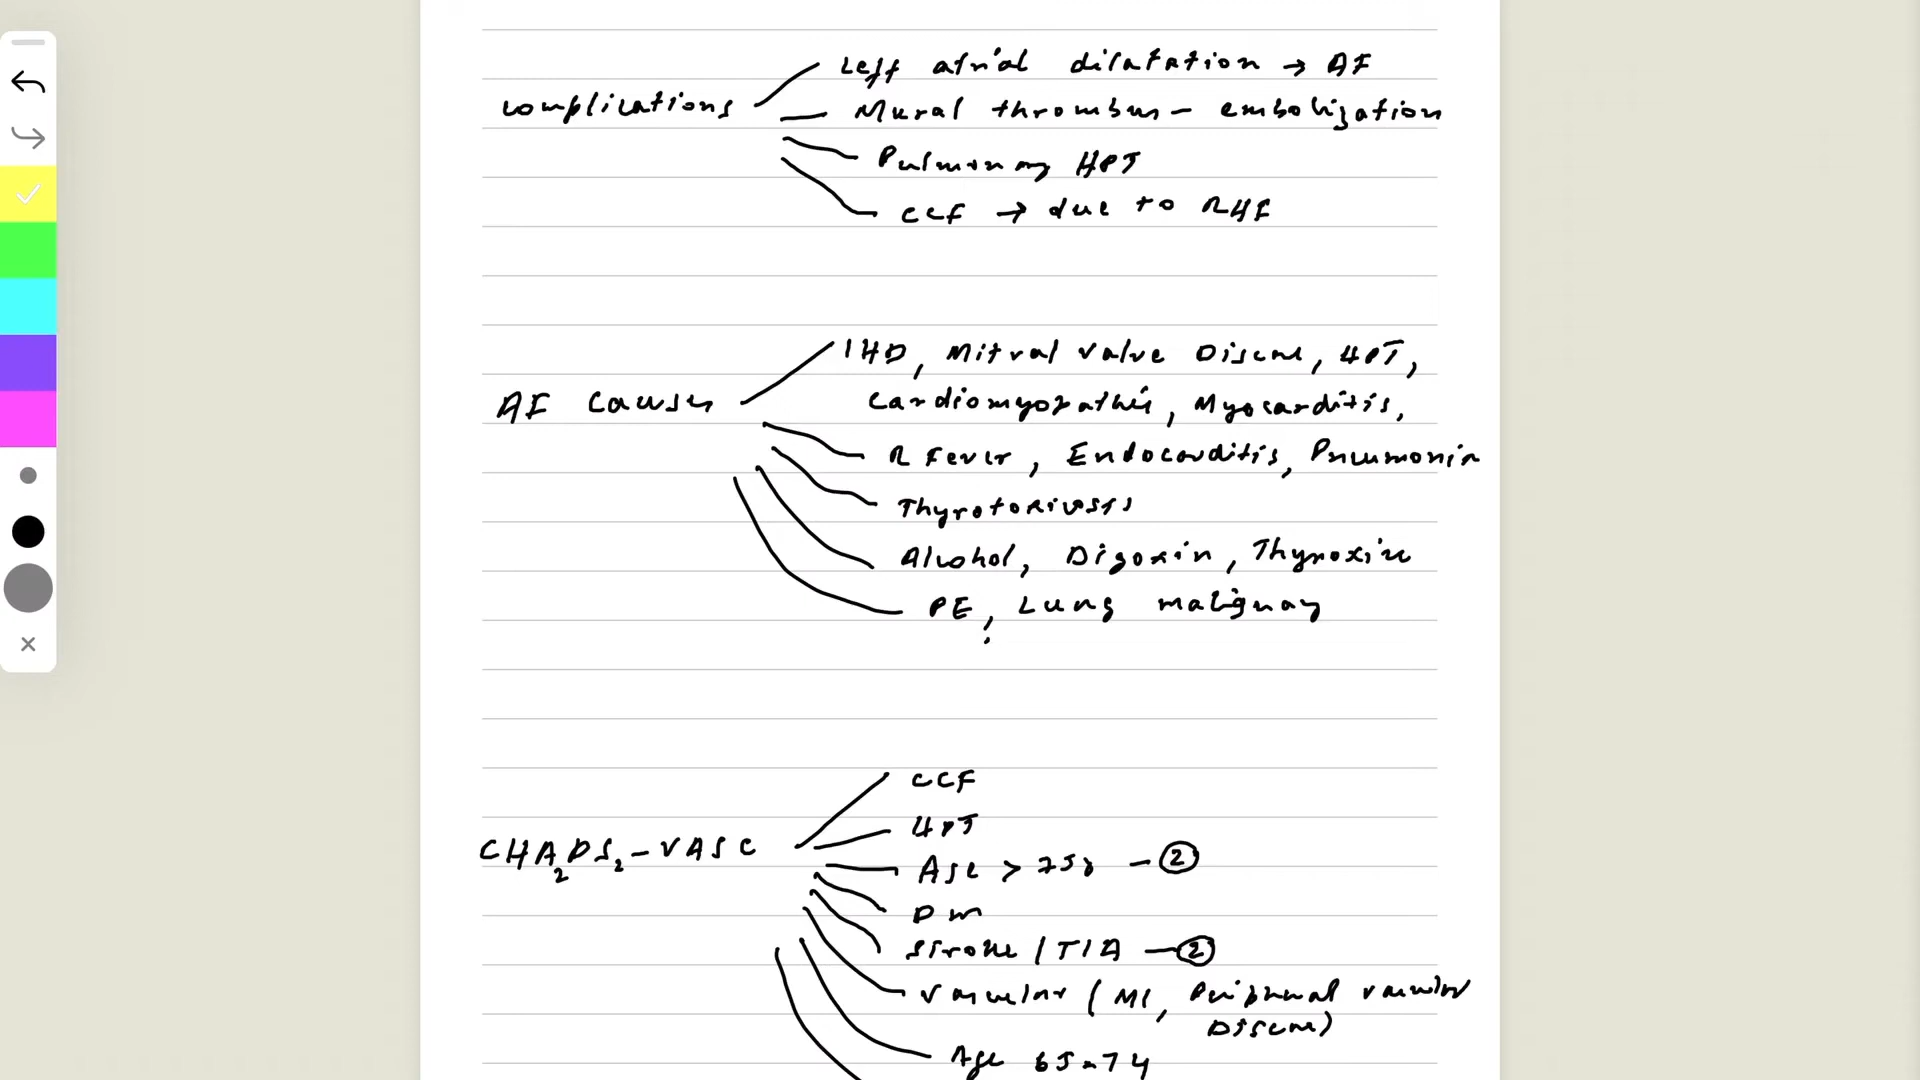 Left atrial dilatation → AF
complications
Mural thrombus - embolization
Pulmonary HPT
CCF → due to RHF
IHD, Mitral valve Disease, HPT,
AF causes
cardiomyopathies, Myocarditis,
R Fever, Endocarditis, Pneumonia
Thyrotoxicosis
Alcohol, Digoxin, Thyroxine
PE, Lung malignancy
CCF
HPT
CHA₂DS₂-VASC
Age > 75y - ②
DM
Stroke / TIA - ②
Vascular (MI, Peripheral vascular
Disease)
Age 65-74